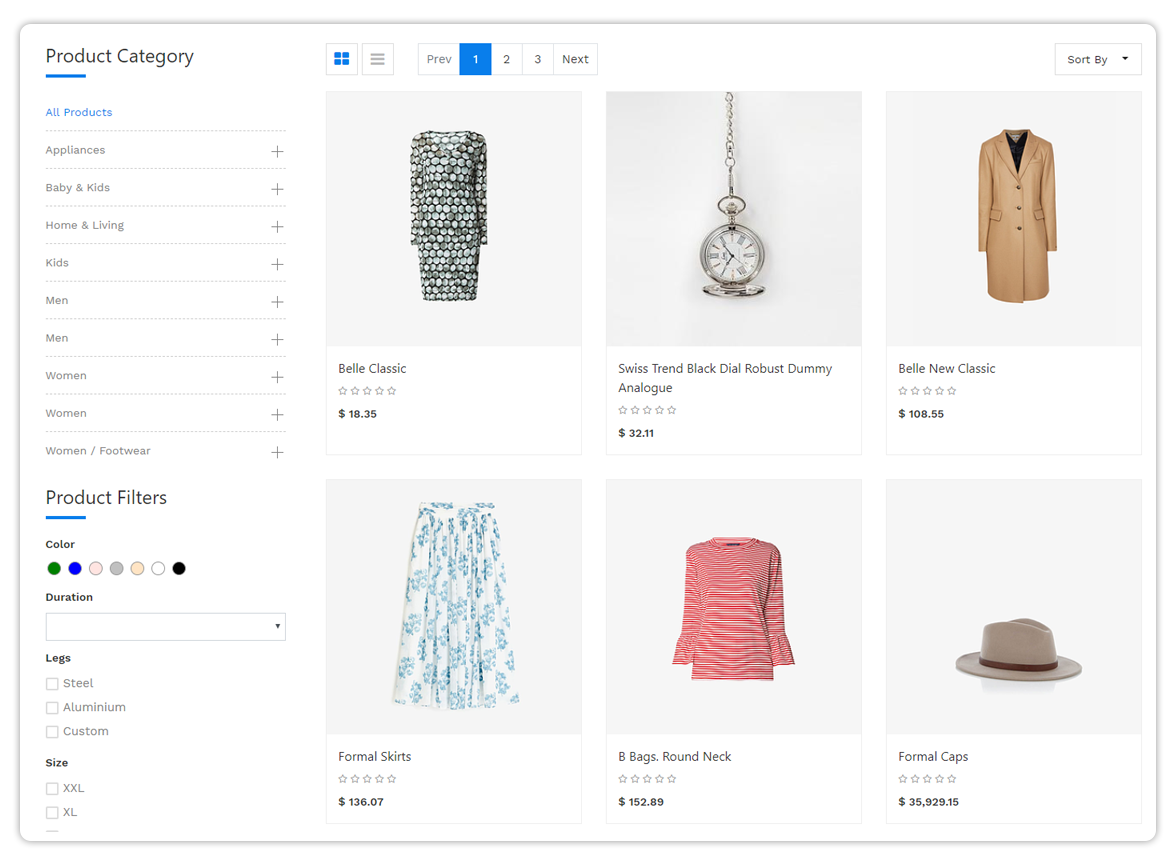 Product Category
All Products
Appliances
Baby & Kids
Home & Living
Kids
Men
Men
Women
Women
Women / Footwear
Product Filters
Color
Duration
Legs
Steel
Aluminium
Custom
Size
XXL
XL
Prev 1 2 3 Next
Sort By
Belle Classic
$ 18.35
Swiss Trend Black Dial Robust Dummy
Analogue
$ 32.11
Belle New Classic
$ 108.55
Formal Skirts
$ 136.07
B Bags. Round Neck
$ 152.89
Formal Caps
$ 35,929.15